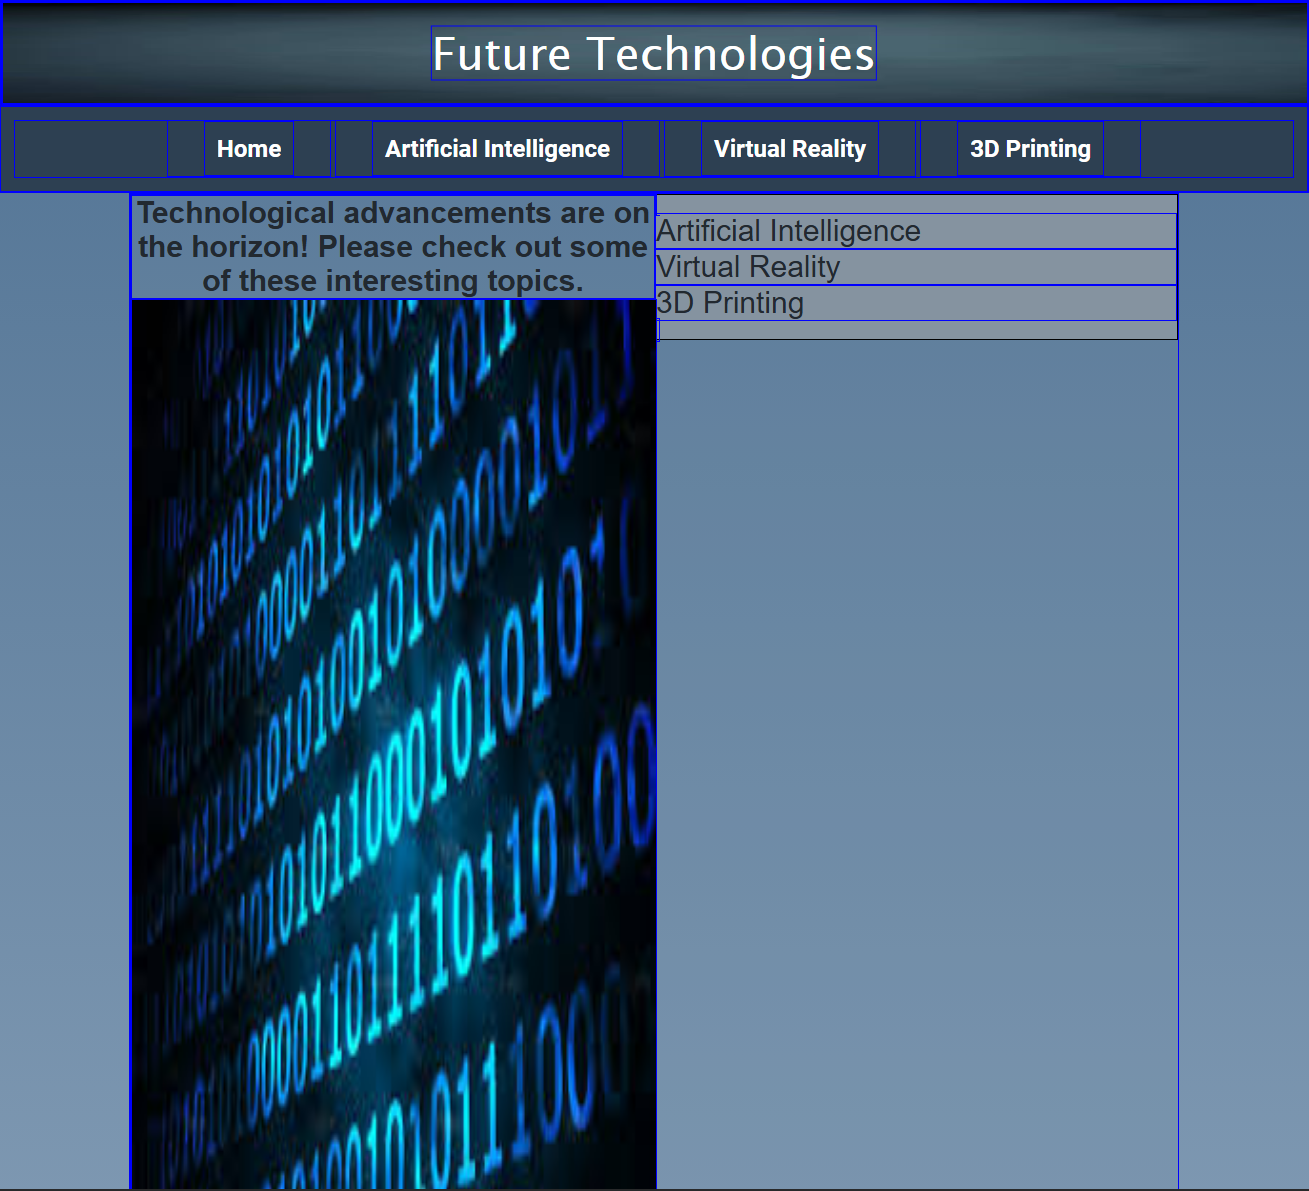 Future Technologies
Home Artificial Intelligence Virtual Reality 3D Printing
Technological advancements are on
the horizon! Please check out some
of these interesting topics.
Artificial Intelligence
Virtual Reality
3D Printing